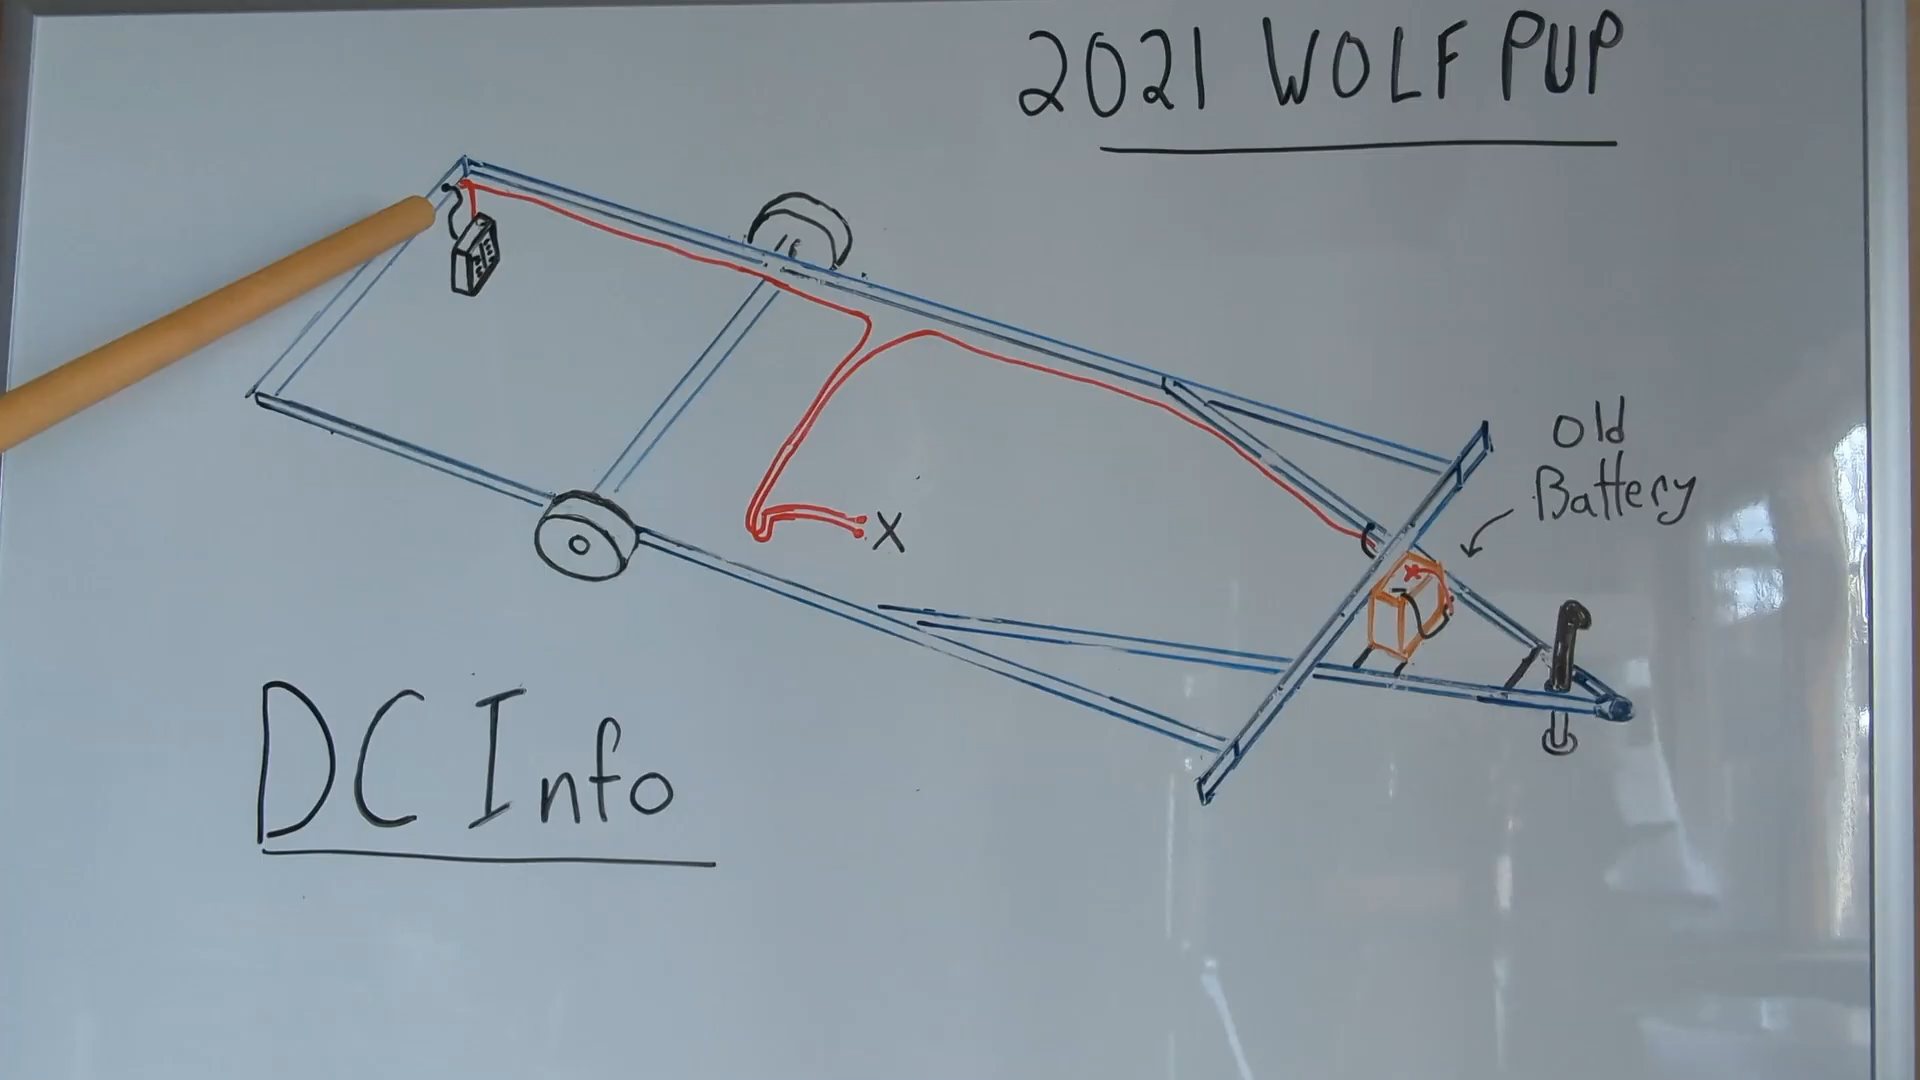 2021 WOLF PUP
Old
Battery
X
DC Info